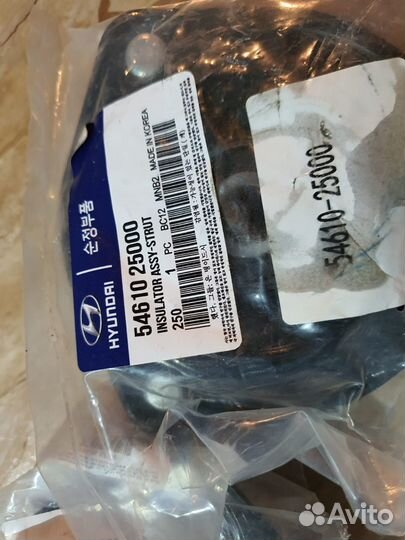 HYUNDAI
순정부품
54610 25000
INSULATOR ASSY-STRUT
1 PC BC12 MNB2 MADE IN KOREA
250
54610-25000
Avito